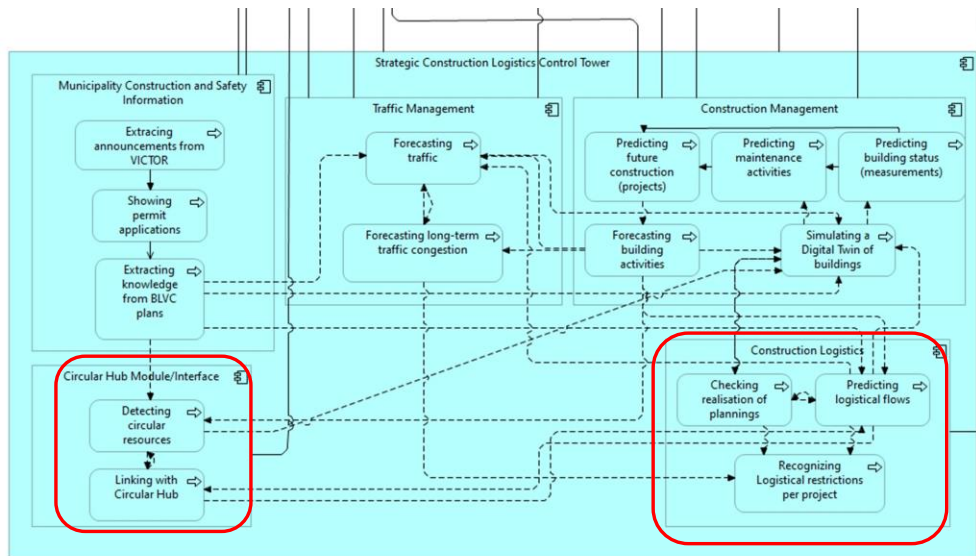 Strategic Construction Logistics Control Tower
Municipality Construction and Safety
Information
Extracing
announcements from
VICTOR
Showing
permit applications
Extracting
knowledge
from BLVC
plans
Traffic Management
Forecasting
traffic
Forecasting long-term
traffic congestion
Construction Management
Predicting
future
construction
(projects)
Predicting
maintenance
activities
Predicting
building status
(measurements)
Forecasting
building
activities
Simulating a
Digital Twin of
buildings
Circular Hub Module/Interface
Detecting
circular
resources
Linking with
Circular Hub
Construction Logistics
Checking
realisation of
plannings
Predicting
logistical flows
Recognizing
Logistical restrictions
per project